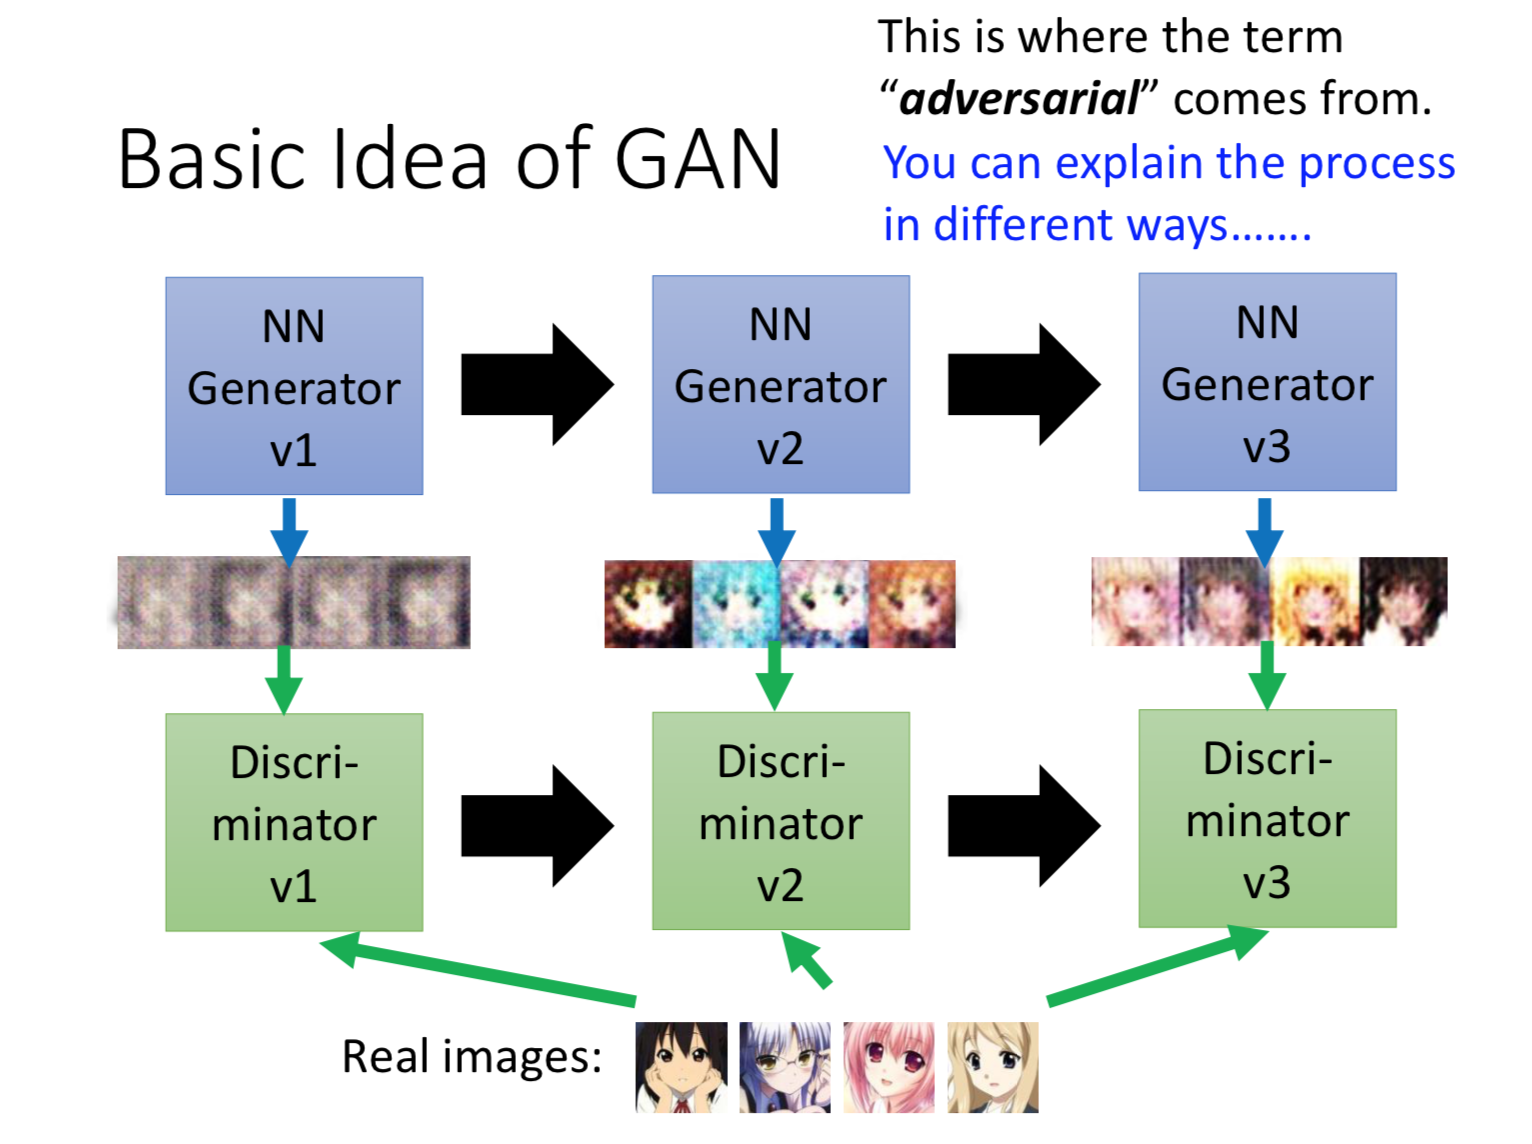 This is where the term
“adversarial” comes from.
You can explain the process
in different ways.......
Basic Idea of GAN
NN
Generator
v1
NN
Generator
v2
NN
Generator
v3
Discri-
minator
v1
Discri-
minator
v2
Discri-
minator
v3
Real images: